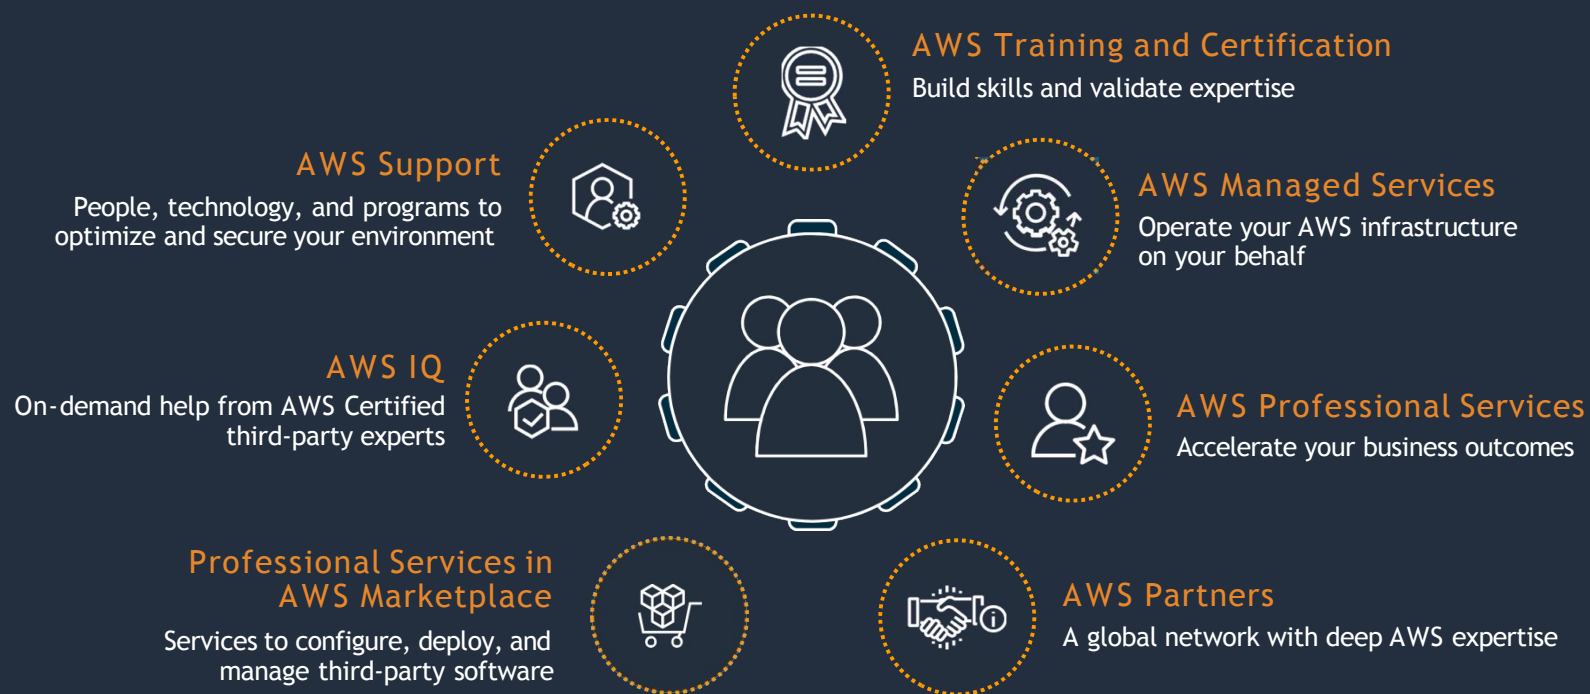 AWS Training and Certification
Build skills and validate expertise
AWS Support
People, technology, and programs to
optimize and secure your environment
AWS Managed Services
Operate your AWS infrastructure
on your behalf
AWS IQ
On-demand help from AWS Certified
third-party experts
AWS Professional Services
Accelerate your business outcomes
Professional Services in
AWS Marketplace
Services to configure, deploy, and
manage third-party software
AWS Partners
A global network with deep AWS expertise